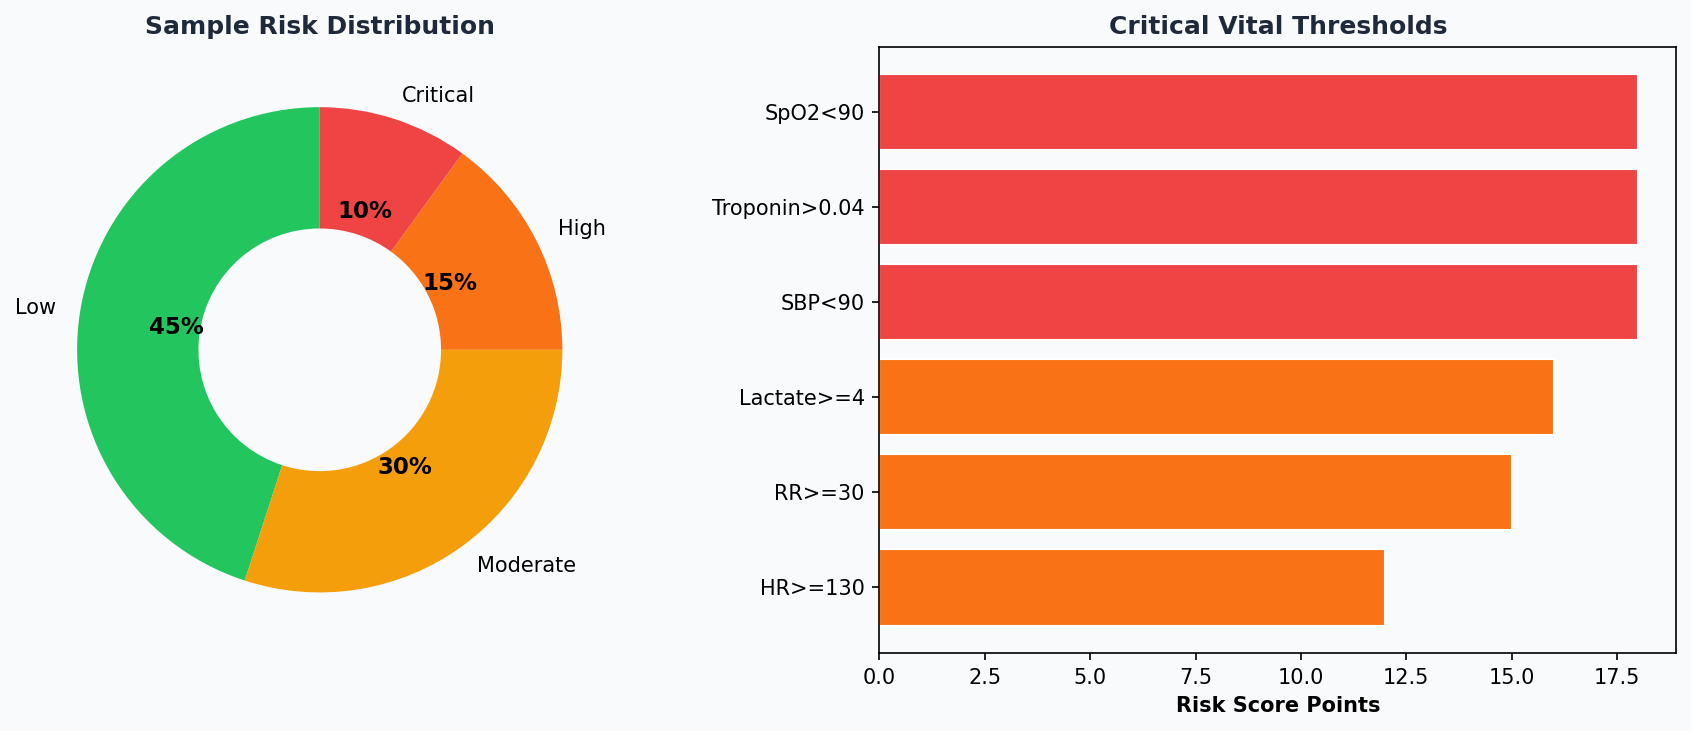 Sample Risk Distribution
Critical
10%
High
15%
Low
45%
30%
Moderate
Critical Vital Thresholds
SpO2<90
Troponin>0.04
SBP<90
Lactate>=4
RR>=30
HR>=130
0.0 2.5 5.0 7.5 10.0 12.5 15.0 17.5
Risk Score Points